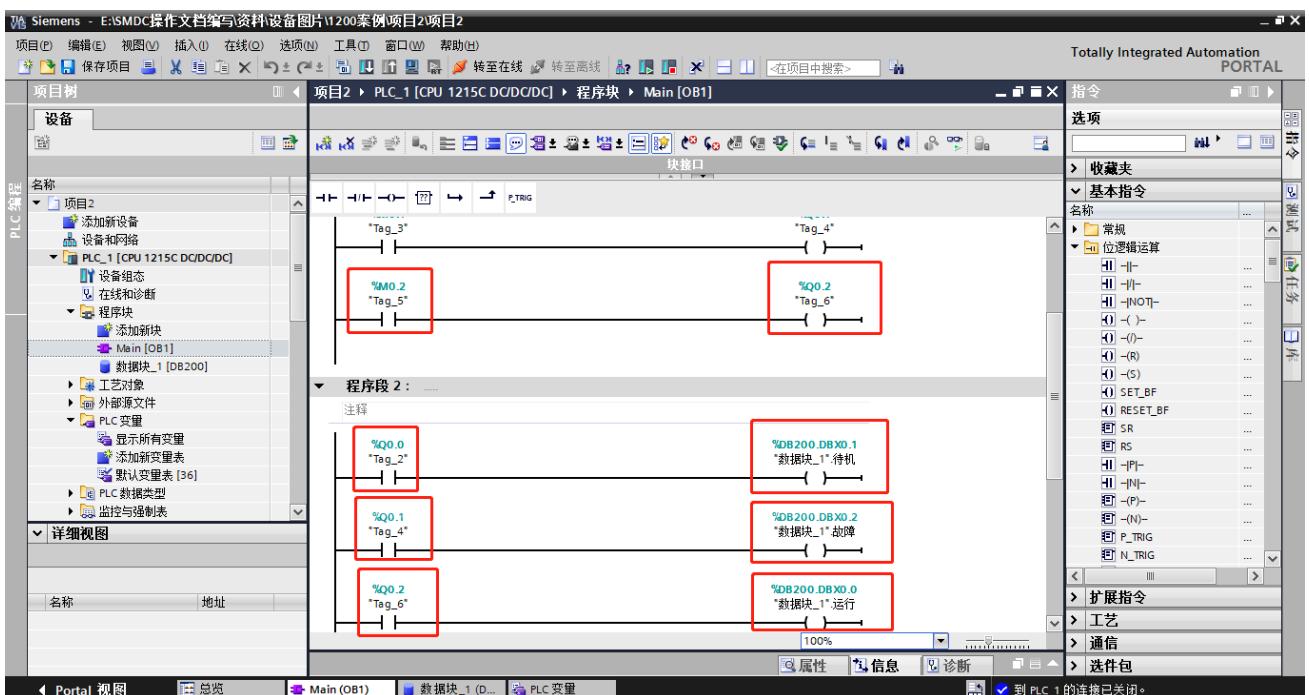 Siemens - E:\SMDC操作文档编写\资料\设备图片\1200案例\项目2\项目2
项目(P) 编辑(E) 视图(V) 插入(I) 在线(O) 选项(N) 工具(T) 窗口(W) 帮助(H)
Totally Integrated Automation
PORTAL
保存项目 转至在线 转至离线 <在项目中搜索>
项目树
项目2 ▸ PLC_1 [CPU 1215C DC/DC/DC] ▸ 程序块 ▸ Main [OB1]
指令
设备
选项
块接口
PLC 编程
名称
项目2
添加新设备
设备和网络
PLC_1 [CPU 1215C DC/DC/DC]
设备组态
在线和诊断
程序块
添加新块
Main [OB1]
数据块_1 [DB200]
工艺对象
外部源文件
PLC 变量
显示所有变量
添加新变量表
默认变量表 [36]
PLC 数据类型
监控与强制表
详细视图
名称 地址
??
P_TRIG
"Tag_3" "Tag_4"
%M0.2 %Q0.2
"Tag_5" "Tag_6"
程序段 2： .....
注释
%Q0.0 %DB200.DBX0.1
"Tag_2" "数据块_1".待机
%Q0.1 %DB200.DBX0.2
"Tag_4" "数据块_1".故障
%Q0.2 %DB200.DBX0.0
"Tag_6" "数据块_1".运行
100%
属性 信息 诊断
收藏夹
基本指令
名称 ...
常规
位逻辑运算
-||- ...
-|/|- ...
-|NOT|- ...
-( )- ...
-(/)- ...
-(R) ...
-(S) ...
SET_BF ...
RESET_BF ...
SR ...
RS ...
-|P|- ...
-|N|- ...
-(P)- ...
-(N)- ...
P_TRIG ...
N_TRIG ...
扩展指令
工艺
通信
选件包
指令
测试
任务
库
Portal 视图 总览 Main (OB1) 数据块_1 (D... PLC 变量 到 PLC_1 的连接已关闭。